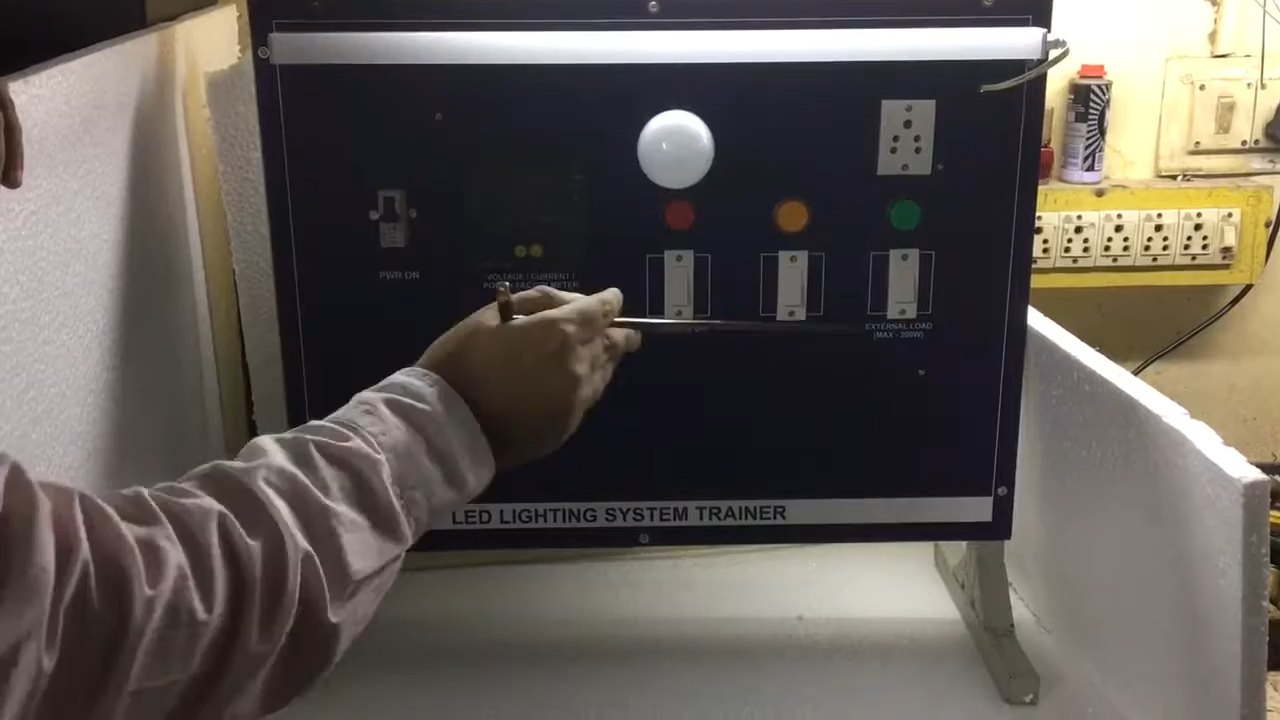 PWR ON
VOLTAGE / CURRENT /
POWER FACTOR METER
EXTERNAL LOAD
(MAX - 200W)
LED LIGHTING SYSTEM TRAINER